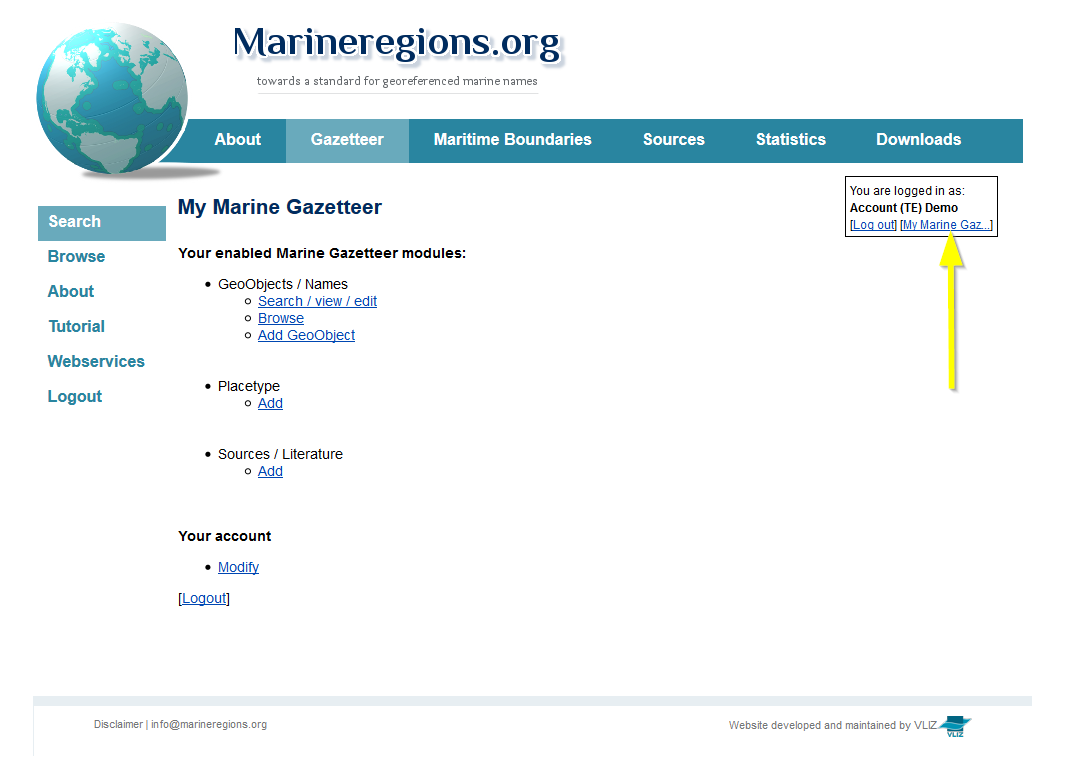 Marineregions.org
towards a standard for georeferenced marine names
About Gazetteer Maritime Boundaries Sources Statistics Downloads
You are logged in as:
Account (TE) Demo
[Log out] [My Marine Gaz...]
Search
Browse
About
Tutorial
Webservices
Logout
My Marine Gazetteer
Your enabled Marine Gazetteer modules:
GeoObjects / Names
Search / view / edit
Browse
Add GeoObject
Placetype
Add
Sources / Literature
Add
Your account
Modify
[Logout]
Disclaimer | info@marineregions.org
Website developed and maintained by VLIZ
VLIZ